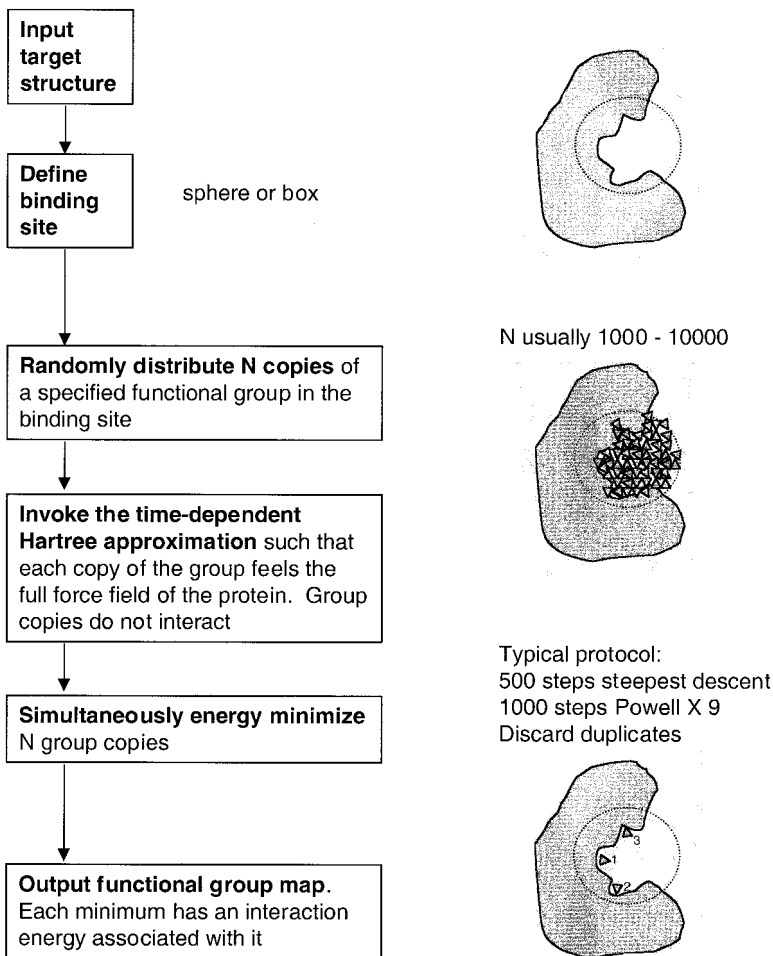 Input
target
structure
Define
binding
site
sphere or box
N usually 1000 - 10000
Randomly distribute N copies of
a specified functional group in the
binding site
Invoke the time-dependent
Hartree approximation such that
each copy of the group feels the
full force field of the protein. Group
copies do not interact
Typical protocol:
500 steps steepest descent
1000 steps Powell X 9
Discard duplicates
Simultaneously energy minimize
N group copies
3
1
2
Output functional group map.
Each minimum has an interaction
energy associated with it